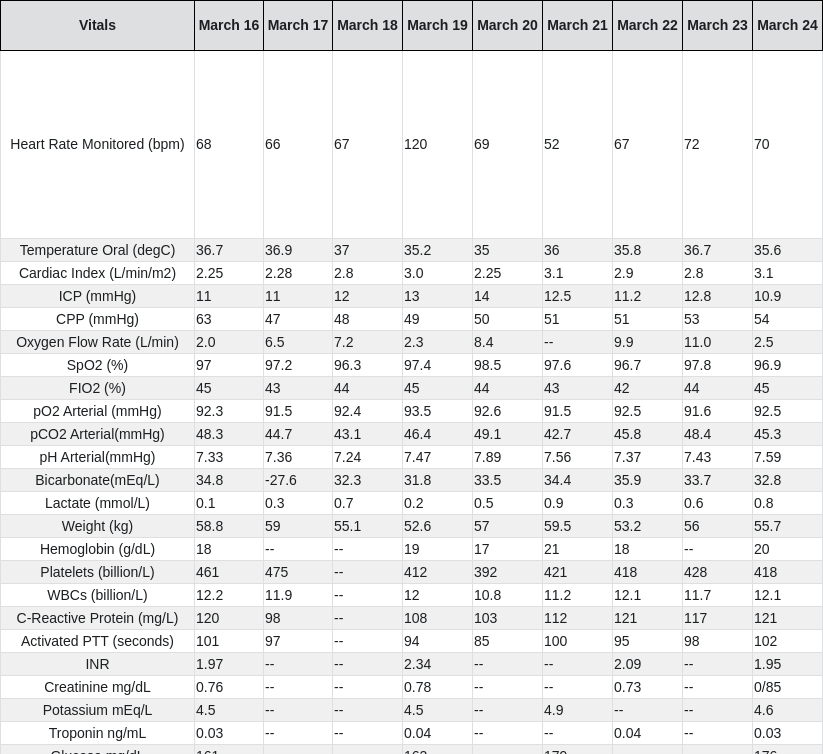 Vitals March 16 March 17 March 18 March 19 March 20 March 21 March 22 March 23 March 24
Heart Rate Monitored (bpm) 68 66 67 120 69 52 67 72 70
Temperature Oral (degC) 36.7 36.9 37 35.2 35 36 35.8 36.7 35.6
Cardiac Index (L/min/m2) 2.25 2.28 2.8 3.0 2.25 3.1 2.9 2.8 3.1
ICP (mmHg) 11 11 12 13 14 12.5 11.2 12.8 10.9
CPP (mmHg) 63 47 48 49 50 51 51 53 54
Oxygen Flow Rate (L/min) 2.0 6.5 7.2 2.3 8.4 -- 9.9 11.0 2.5
SpO2 (%) 97 97.2 96.3 97.4 98.5 97.6 96.7 97.8 96.9
FIO2 (%) 45 43 44 45 44 43 42 44 45
pO2 Arterial (mmHg) 92.3 91.5 92.4 93.5 92.6 91.5 92.5 91.6 92.5
pCO2 Arterial(mmHg) 48.3 44.7 43.1 46.4 49.1 42.7 45.8 48.4 45.3
pH Arterial(mmHg) 7.33 7.36 7.24 7.47 7.89 7.56 7.37 7.43 7.59
Bicarbonate(mEq/L) 34.8 -27.6 32.3 31.8 33.5 34.4 35.9 33.7 32.8
Lactate (mmol/L) 0.1 0.3 0.7 0.2 0.5 0.9 0.3 0.6 0.8
Weight (kg) 58.8 59 55.1 52.6 57 59.5 53.2 56 55.7
Hemoglobin (g/dL) 18 -- -- 19 17 21 18 -- 20
Platelets (billion/L) 461 475 -- 412 392 421 418 428 418
WBCs (billion/L) 12.2 11.9 -- 12 10.8 11.2 12.1 11.7 12.1
C-Reactive Protein (mg/L) 120 98 -- 108 103 112 121 117 121
Activated PTT (seconds) 101 97 -- 94 85 100 95 98 102
INR 1.97 -- -- 2.34 -- -- 2.09 -- 1.95
Creatinine mg/dL 0.76 -- -- 0.78 -- -- 0.73 -- 0/85
Potassium mEq/L 4.5 -- -- 4.5 -- 4.9 -- -- 4.6
Troponin ng/mL 0.03 -- -- 0.04 -- -- 0.04 -- 0.03